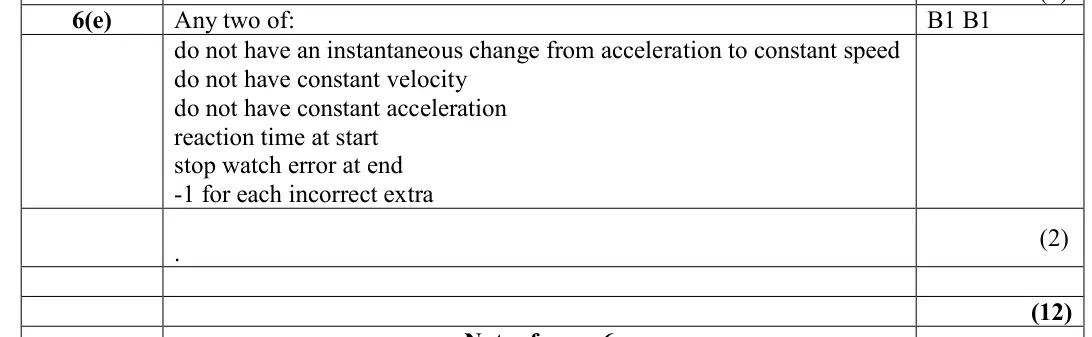 6(e) Any two of: B1 B1
do not have an instantaneous change from acceleration to constant speed
do not have constant velocity
do not have constant acceleration
reaction time at start
stop watch error at end
-1 for each incorrect extra
(2)
.
(12)